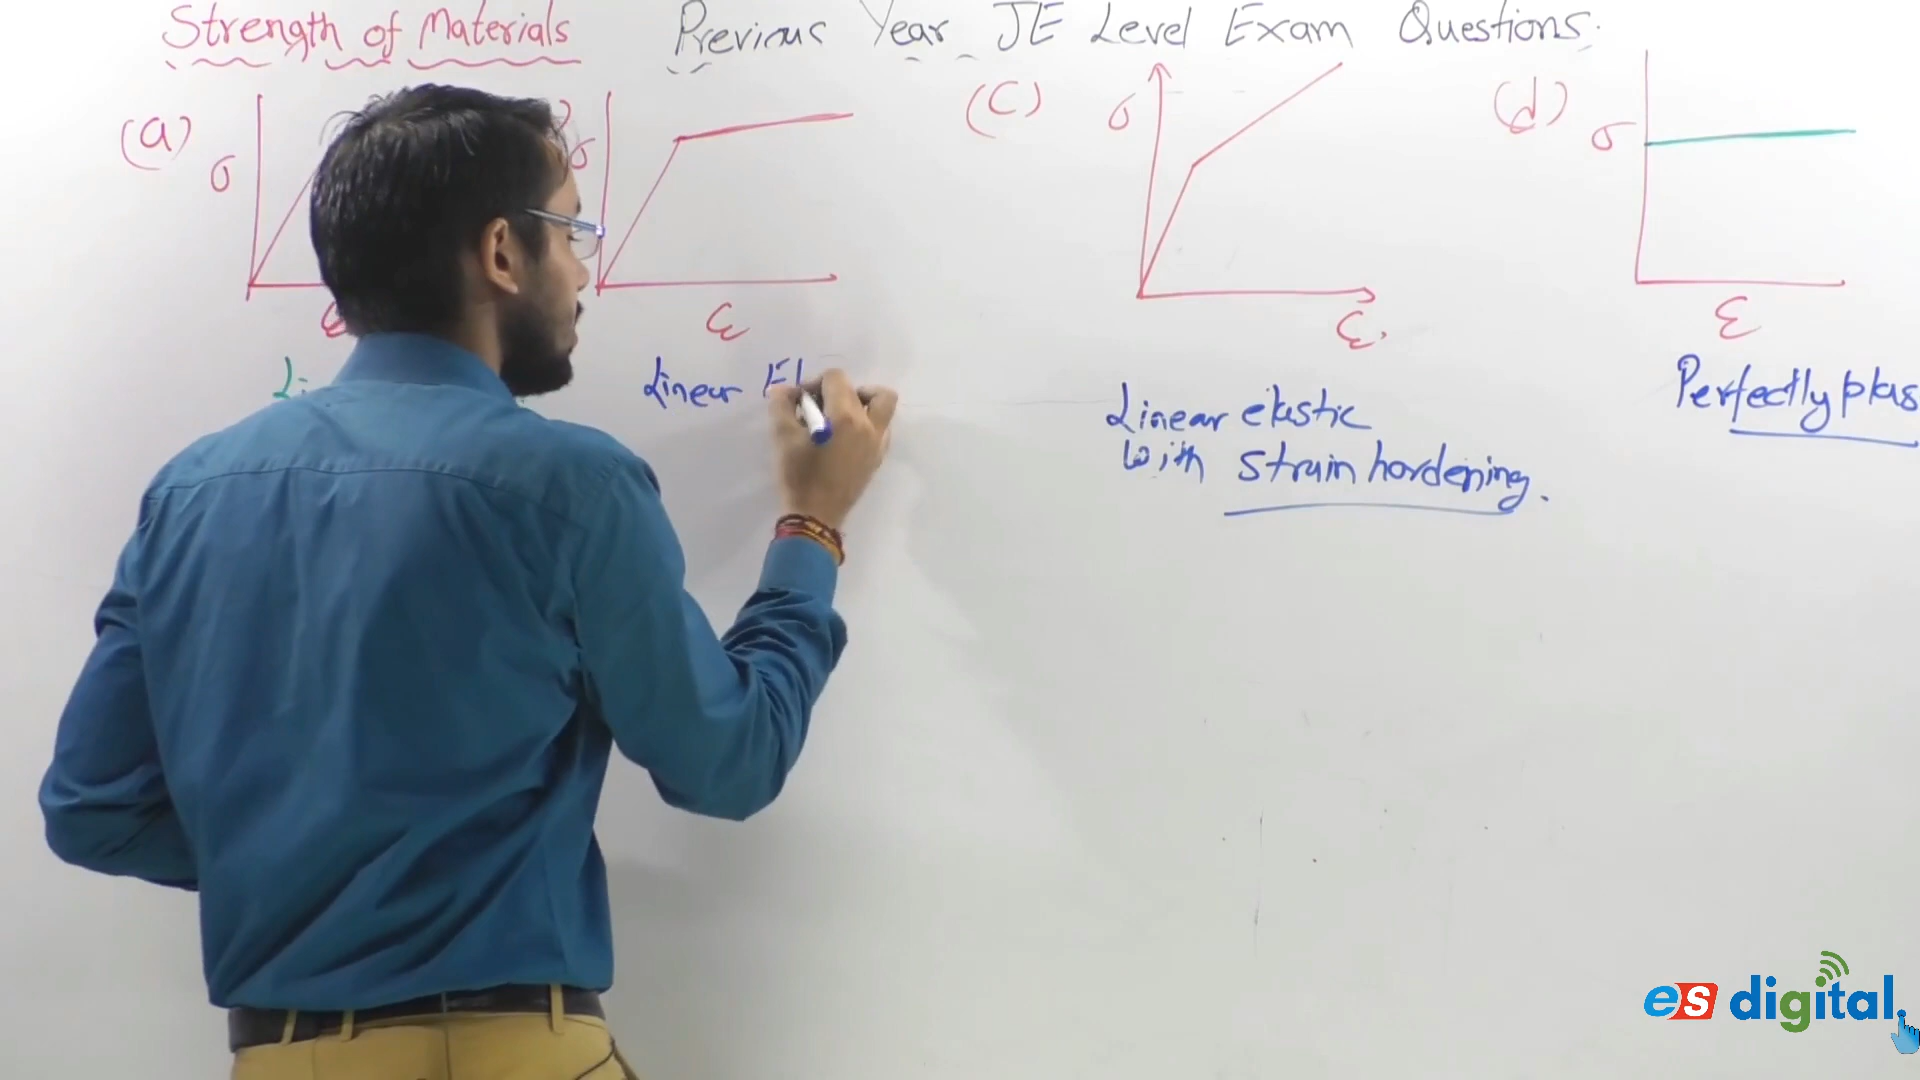 Strength of Materials Previous Year JE Level Exam Questions.
(a) σ
σ ε
(C) σ ε.
(d) σ ε
Linear El
Linear elastic
with strain hardening.
Perfectly plas
es digital.